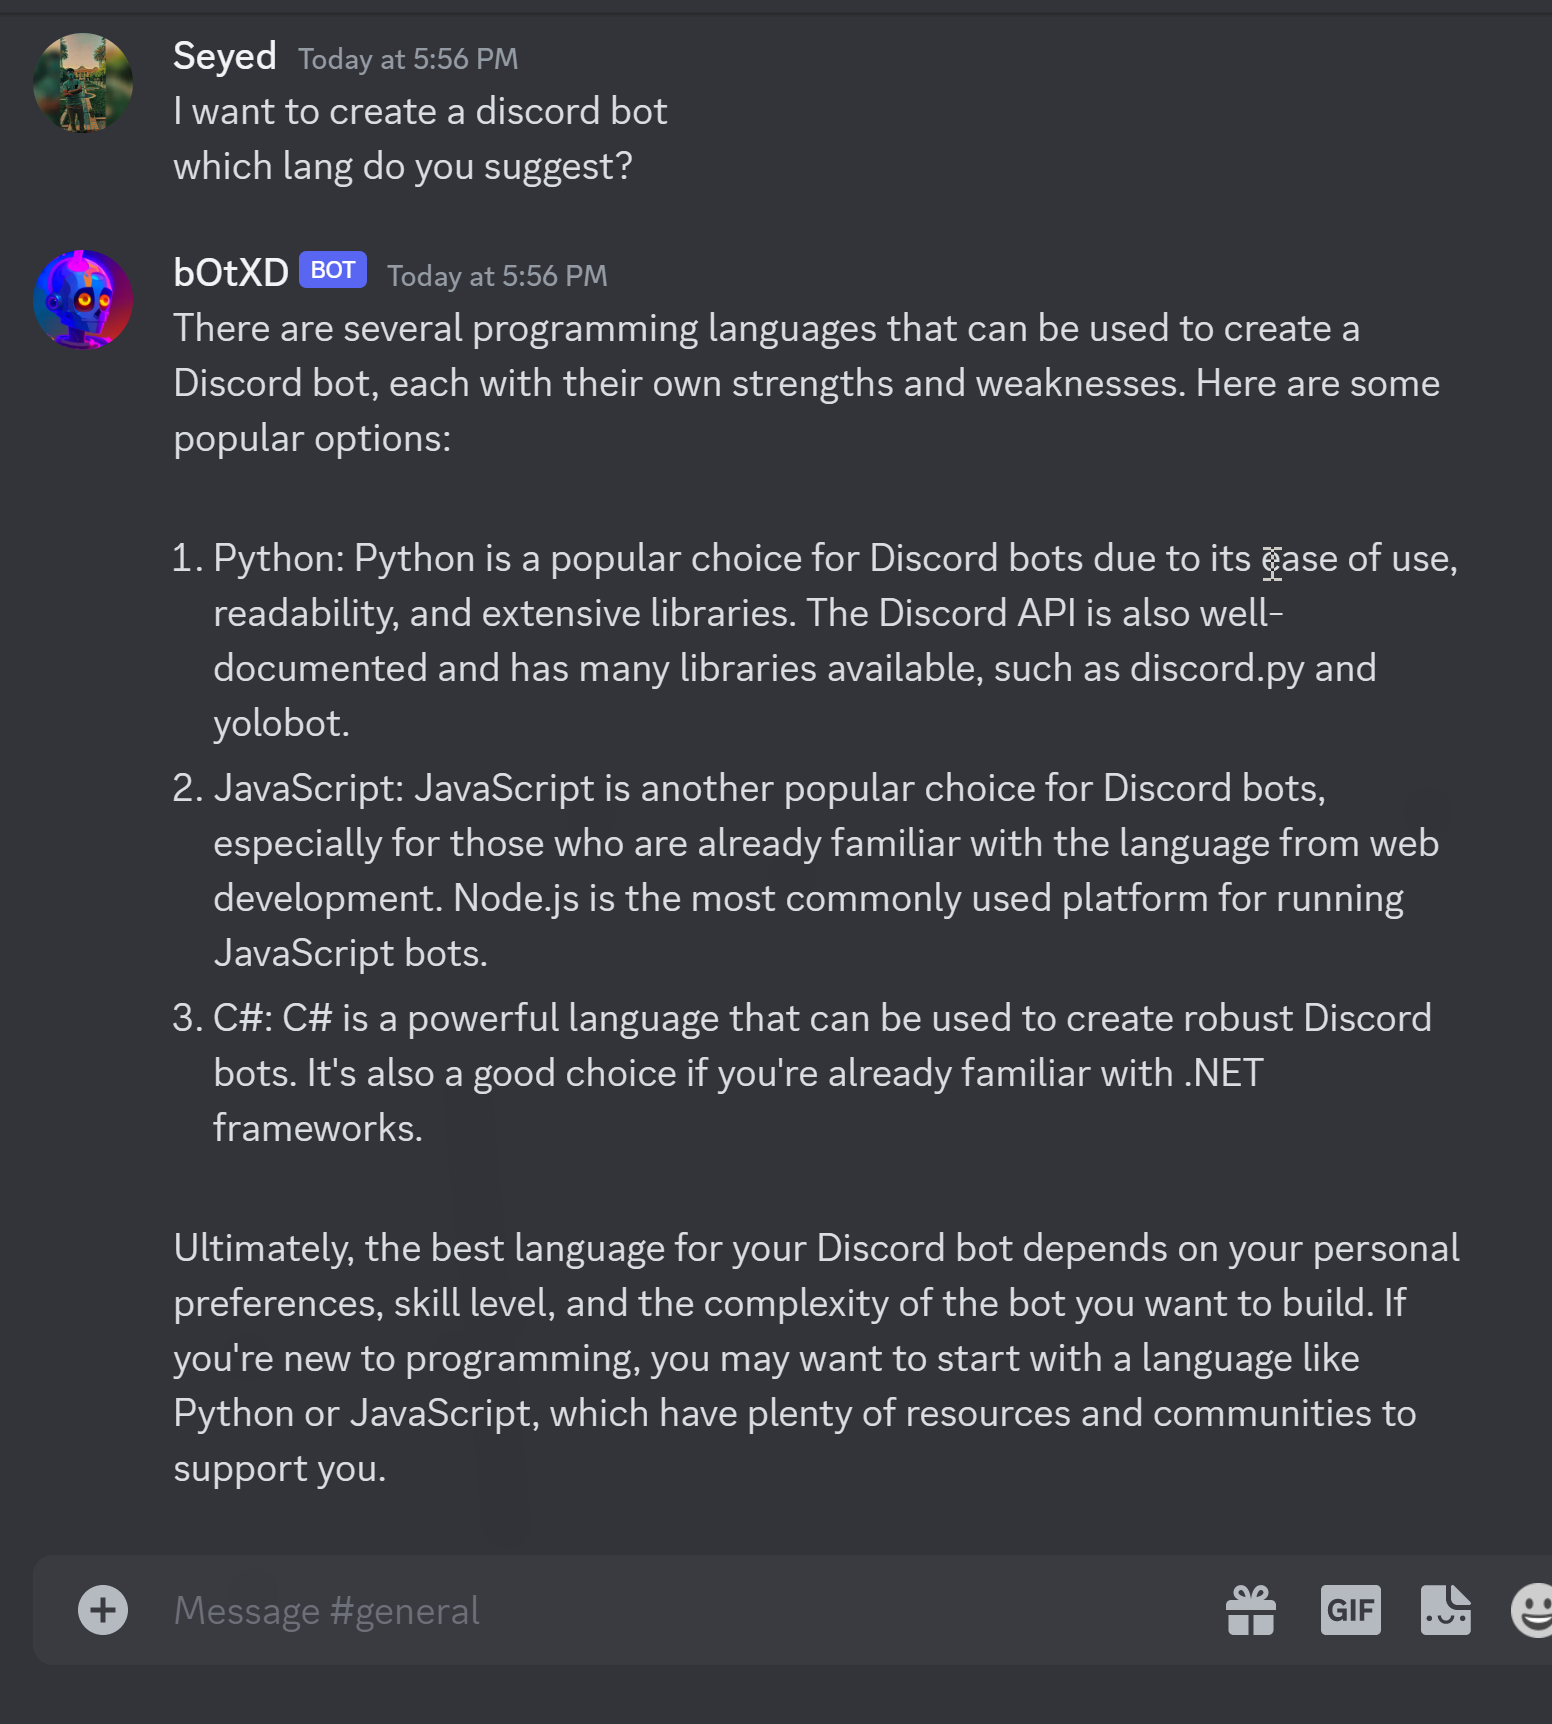 Seyed Today at 5:56 PM
I want to create a discord bot
which lang do you suggest?
bOtXD BOT Today at 5:56 PM
There are several programming languages that can be used to create a
Discord bot, each with their own strengths and weaknesses. Here are some
popular options:
1. Python: Python is a popular choice for Discord bots due to its ease of use,
readability, and extensive libraries. The Discord API is also well-
documented and has many libraries available, such as discord.py and
yolobot.
2. JavaScript: JavaScript is another popular choice for Discord bots,
especially for those who are already familiar with the language from web
development. Node.js is the most commonly used platform for running
JavaScript bots.
3. C#: C# is a powerful language that can be used to create robust Discord
bots. It's also a good choice if you're already familiar with .NET
frameworks.
Ultimately, the best language for your Discord bot depends on your personal
preferences, skill level, and the complexity of the bot you want to build. If
you're new to programming, you may want to start with a language like
Python or JavaScript, which have plenty of resources and communities to
support you.
Message #general GIF